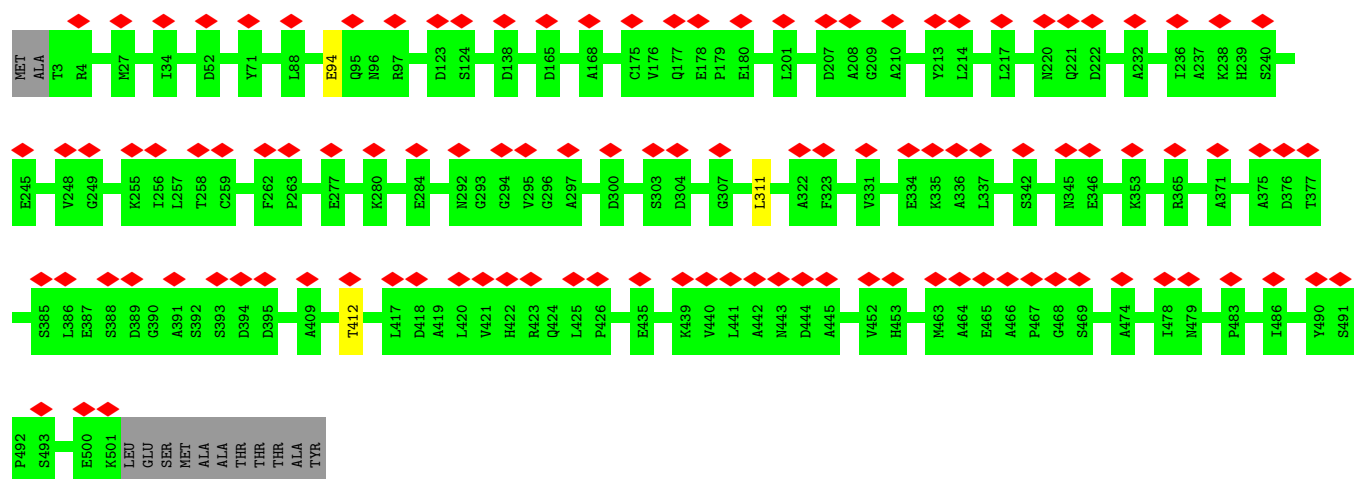 MET ALA T3 R4 M27 I34 D52 Y71 L88 E94 Q95 N96 R97 D123 S124 D138 D165 A168 C175 V176 Q177 E178 P179 E180 L201 D207 A208 G209 A210 Y213 L214 L217 N220 Q221 D222 A232 I236 A237 K238 H239 S240
E245 V248 G249 K255 I256 L257 T258 C259 F262 P263 E277 K280 E284 N292 G293 G294 V295 G296 A297 D300 S303 D304 G307 L311 A322 F323 V331 E334 K335 A336 L337 S342 N345 E346 K353 R365 A371 A375 D376 T377
S385 L386 E387 S388 D389 G390 A391 S392 S393 D394 D395 A409 T412 L417 D418 A419 L420 V421 H422 R423 Q424 L425 P426 E435 K439 V440 L441 A442 N443 D444 A445 V452 H453 M463 A464 E465 A466 P467 G468 S469 A474 I478 N479 P483 I486 Y490 S491
P492 S493 E500 K501 LEU GLU SER MET ALA ALA THR THR THR ALA TYR